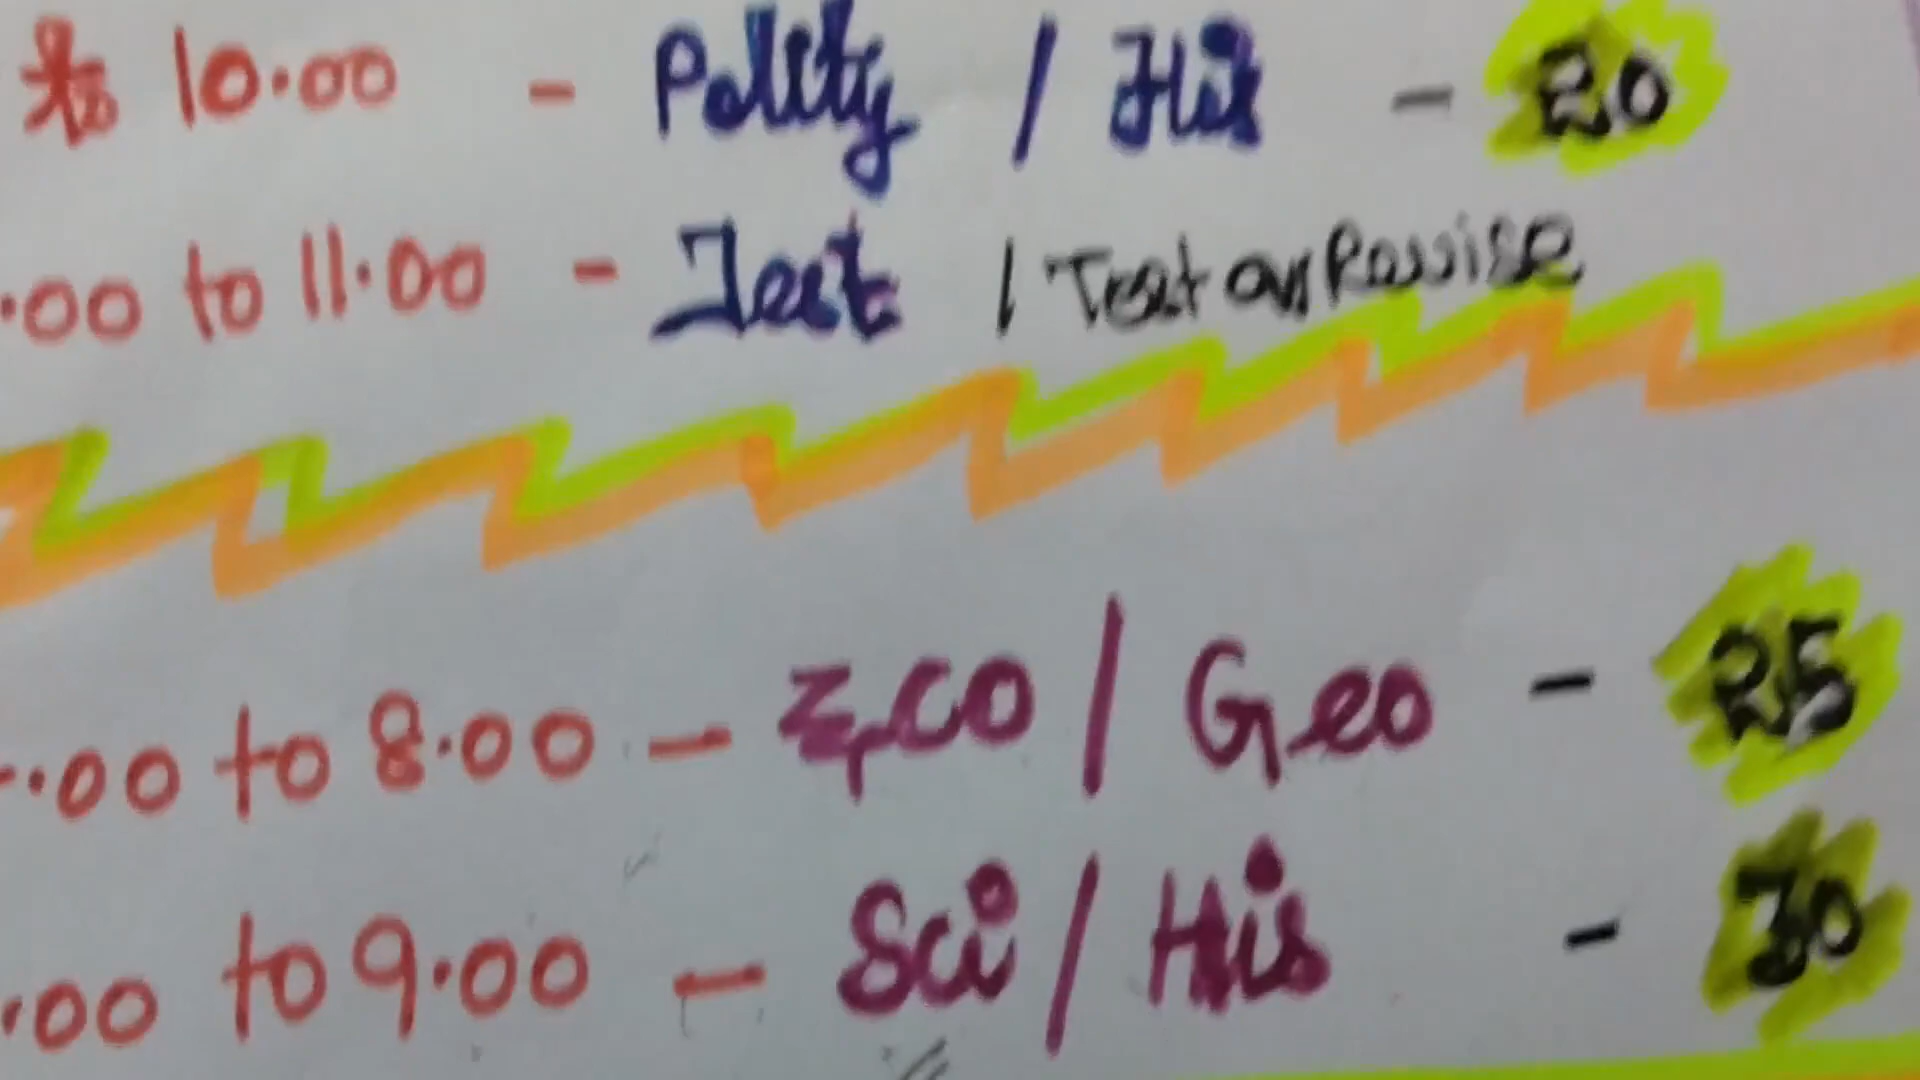 to 10.00 - Polity / His - 20
.00 to 11.00 - Test / Test or Revise
.00 to 8.00 - Eco / Geo - 25
.00 to 9.00 - Sci / His - 30